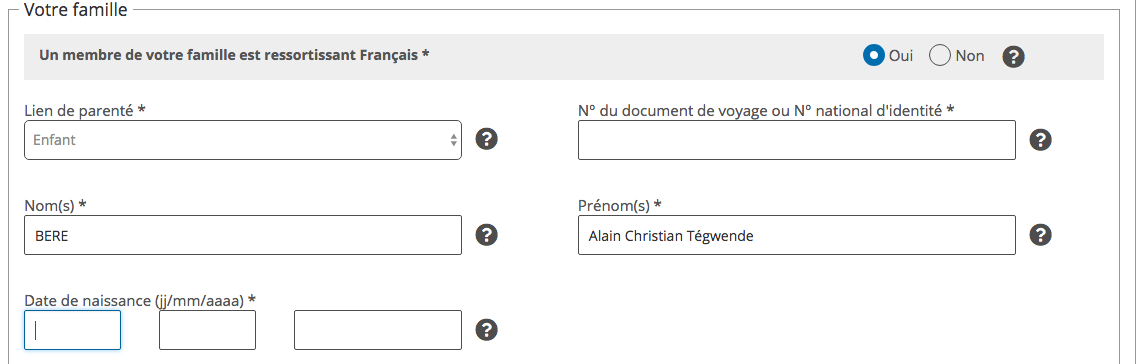 Votre famille
Un membre de votre famille est ressortissant Français * Oui Non ?
Lien de parenté * N° du document de voyage ou N° national d'identité *
Enfant ? ?
Nom(s) * Prénom(s) *
BERE ? Alain Christian Tégwende ?
Date de naissance (jj/mm/aaaa) *
?